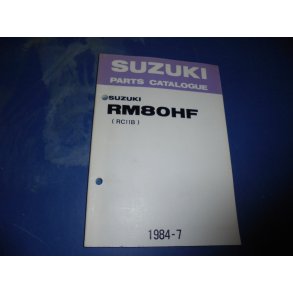 SUZUKI
PARTS CATALOGUE
SUZUKI
RM80HF
(RC11B)
1984-7